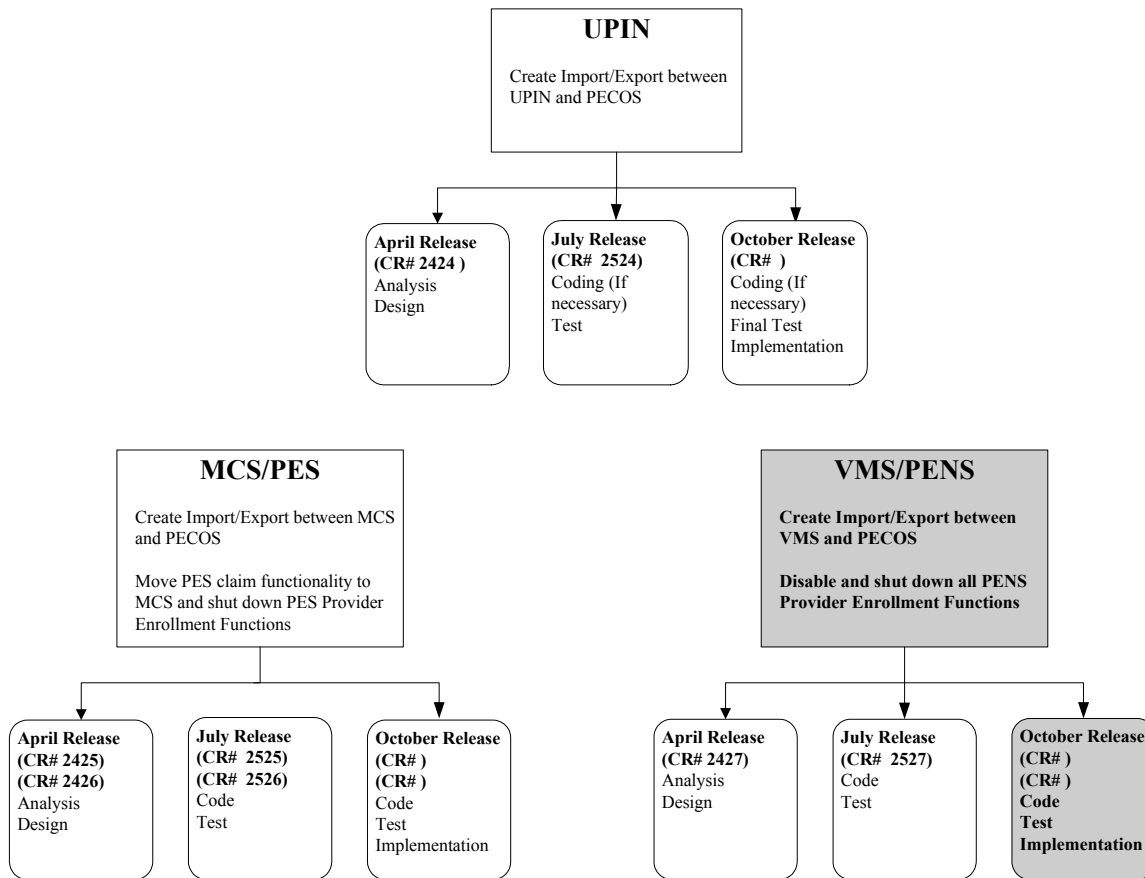 UPIN
Create Import/Export between
UPIN and PECOS
April Release
(CR# 2424 )
Analysis
Design
July Release
(CR#  2524)
Coding (If
necessary)
Test
October Release
(CR#  )
Coding (If
necessary)
Final Test
Implementation
MCS/PES
Create Import/Export between MCS
and PECOS
Move PES claim functionality to
MCS and shut down PES Provider
Enrollment Functions
April Release
(CR# 2425)
(CR# 2426)
Analysis
Design
July Release
(CR#  2525)
(CR#  2526)
Code
Test
October Release
(CR# )
(CR# )
Code
Test
Implementation
VMS/PENS
Create Import/Export between
VMS and PECOS
Disable and shut down all PENS
Provider Enrollment Functions
April Release
(CR# 2427)
Analysis
Design
July Release
(CR#  2527)
Code
Test
October Release
(CR# )
(CR# )
Code
Test
Implementation